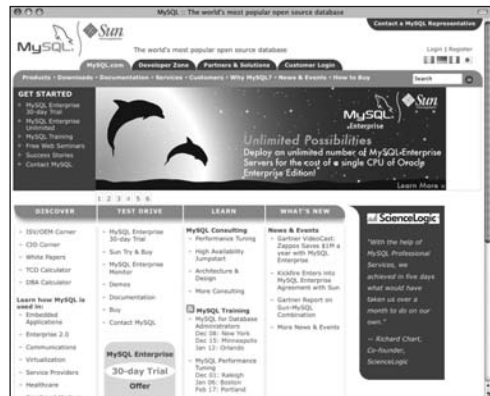 MySQL :: The world's most popular open source database
Contact a MySQL Representative
MySQL
Sun
The world's most popular open source database
Login | Register
MySQL.com
Developer Zone
Partners & Solutions
Customer Login
Products • Downloads • Documentation • Services • Customers • Why MySQL? • News & Events • How to Buy
Search
GET STARTED
MySQL Enterprise
30-day Trial
MySQL Enterprise
Unlimited
MySQL Training
Free Web Seminars
Success Stories
Contact MySQL
MySQL
Enterprise
Sun
Unlimited Possibilities
Deploy an unlimited number of MySQL Enterprise
Servers for the cost of a single CPU of Oracle
Enterprise Edition!
Learn More »
1 2 3 4 5 6
DISCOVER
ISV/OEM Corner
CIO Corner
White Papers
TCO Calculator
DBA Calculator
Learn how MySQL is
used in:
Embedded
Applications
Enterprise 2.0
Communications
Virtualization
Service Providers
Healthcare
TEST DRIVE
MySQL Enterprise
30-day Trial
Sun Try & Buy
MySQL Enterprise
Monitor
Demos
Documentation
Buy
Contact MySQL
MySQL Enterprise
30-day Trial
Offer
LEARN
MySQL Consulting
Performance Tuning
High Availability
Jumpstart
Architecture &
Design
More Consulting
MySQL Training
MySQL for Database
Administrators
Dec 08: New York
Dec 15: Minneapolis
Jan 12: Orlando
MySQL Performance
Tuning
Dec 01: Raleigh
Jan 06: Boston
Feb 17: Portland
WHAT'S NEW
News & Events
Gartner VideoCast:
Zappos Saves $1M a
year with MySQL
Enterprise
Kickfire Enters into
MySQL Enterprise
Agreement with Sun
Gartner Report on
Sun-MySQL
Combination
More News & Events
ScienceLogic
"With the help of
MySQL Professional
Services, we
achieved in five days
what would have
taken us over a
month to do on our
own."
-- Richard Chart,
Co-founder,
ScienceLogic